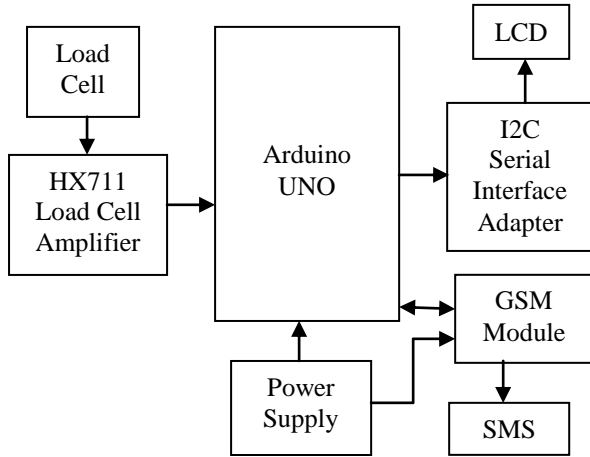 Load
Cell
HX711
Load Cell
Amplifier
Arduino
UNO
LCD
I2C
Serial
Interface
Adapter
GSM
Module
Power
Supply
SMS